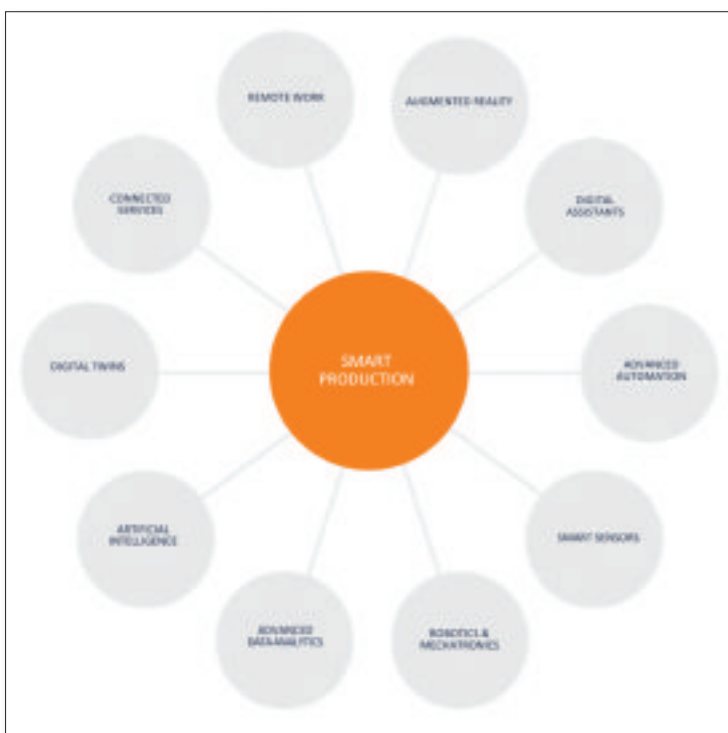 REMOTE WORK
AUGMENTED REALITY
CONNECTED
SERVICES
DIGITAL
ASSISTANTS
DIGITAL TWINS
SMART
PRODUCTION
ADVANCED
AUTOMATION
ARTIFICIAL
INTELLIGENCE
SMART SENSORS
ADVANCED
DATA ANALYTICS
ROBOTICS &
MECHATRONICS